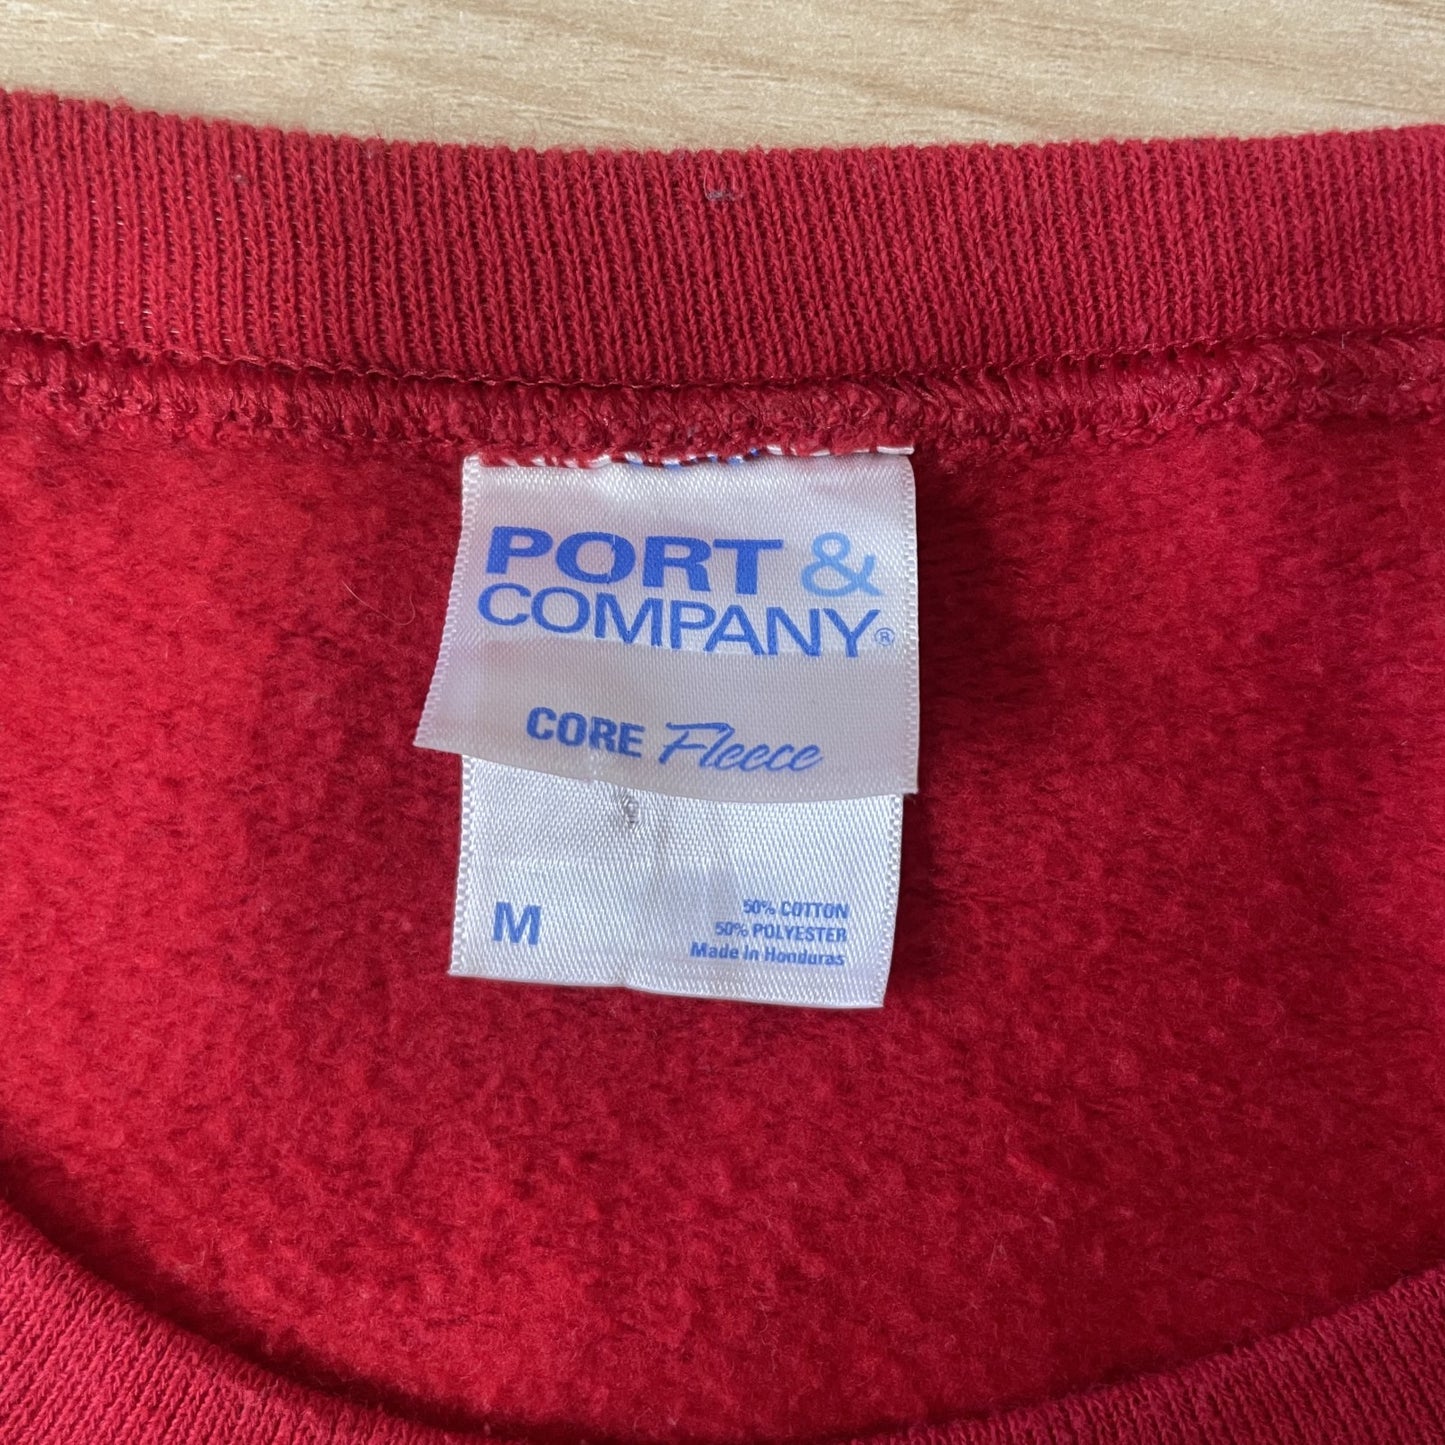 PORT &
COMPANY®
CORE Fleece
M
50% COTTON
50% POLYESTER
Made in Honduras